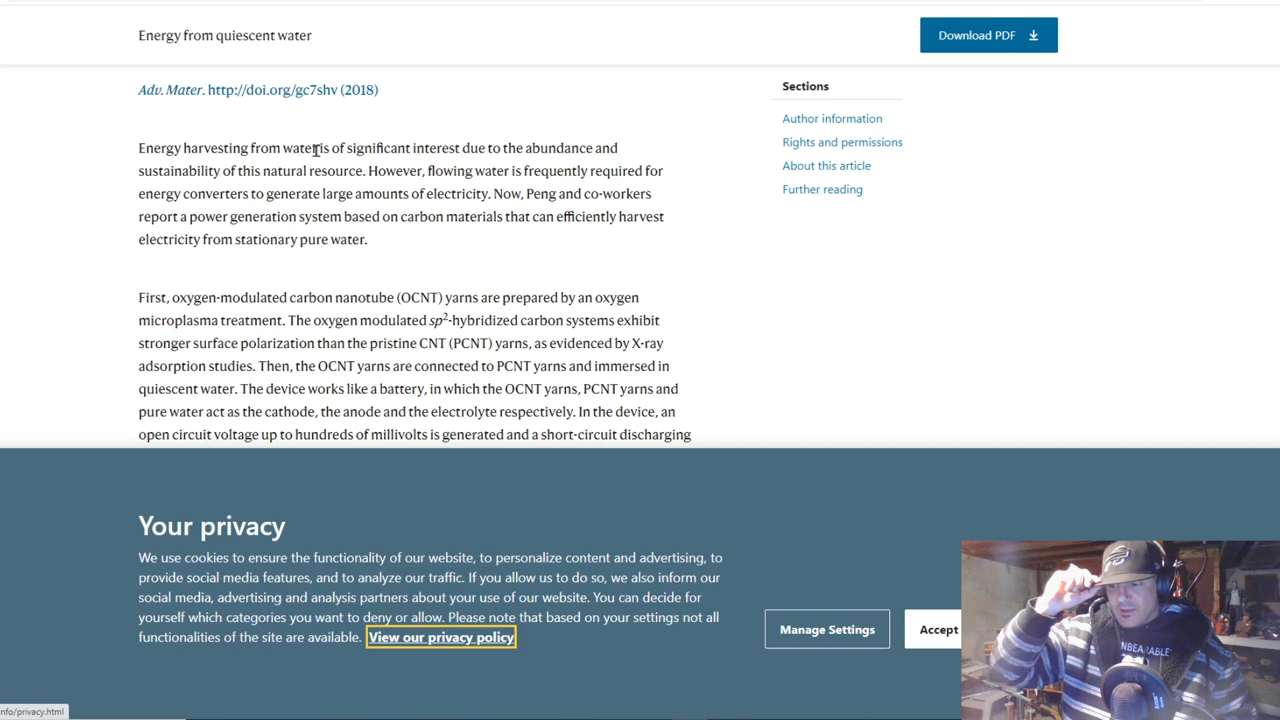 Energy from quiescent water
Download PDF
Adv. Mater. http://doi.org/gc7shv (2018)
Energy harvesting from water is of significant interest due to the abundance and
sustainability of this natural resource. However, flowing water is frequently required for
energy converters to generate large amounts of electricity. Now, Peng and co-workers
report a power generation system based on carbon materials that can efficiently harvest
electricity from stationary pure water.
First, oxygen-modulated carbon nanotube (OCNT) yarns are prepared by an oxygen
microplasma treatment. The oxygen modulated sp²-hybridized carbon systems exhibit
stronger surface polarization than the pristine CNT (PCNT) yarns, as evidenced by X-ray
adsorption studies. Then, the OCNT yarns are connected to PCNT yarns and immersed in
quiescent water. The device works like a battery, in which the OCNT yarns, PCNT yarns and
pure water act as the cathode, the anode and the electrolyte respectively. In the device, an
open circuit voltage up to hundreds of millivolts is generated and a short-circuit discharging
Sections
Author information
Rights and permissions
About this article
Further reading
Your privacy
We use cookies to ensure the functionality of our website, to personalize content and advertising, to
provide social media features, and to analyze our traffic. If you allow us to do so, we also inform our
social media, advertising and analysis partners about your use of our website. You can decide for
yourself which categories you want to deny or allow. Please note that based on your settings not all
functionalities of the site are available. View our privacy policy
Manage Settings
Accept
NBEARABLE
nfo/privacy.html